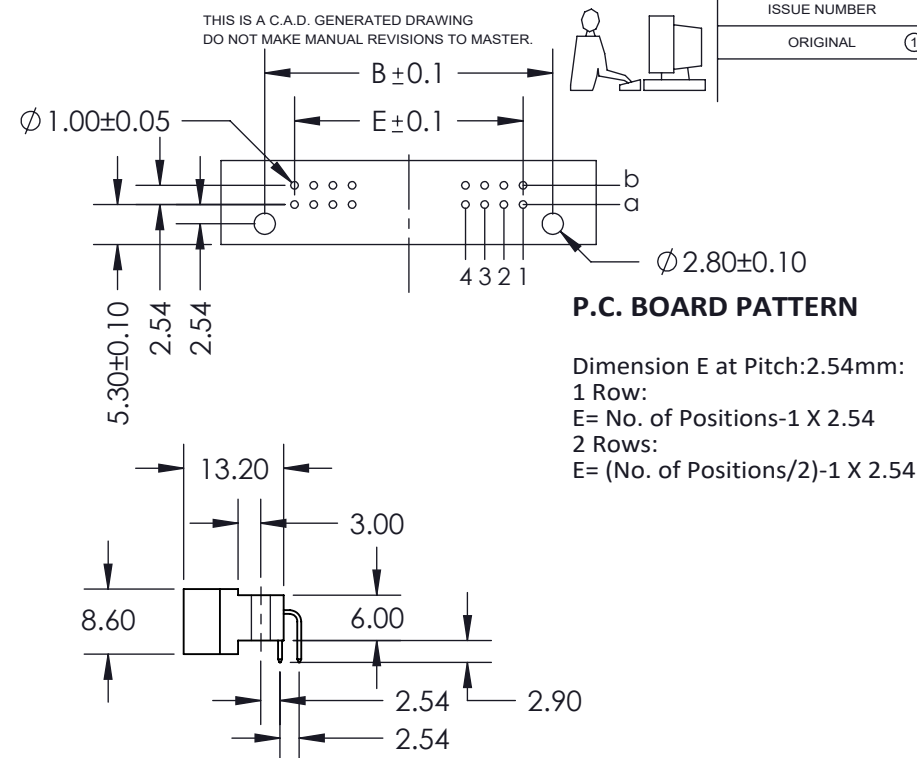 THIS IS A C.A.D. GENERATED DRAWING
DO NOT MAKE MANUAL REVISIONS TO MASTER.
ISSUE NUMBER
ORIGINAL 1
B±0.1
E±0.1
∅1.00±0.05
b
a
4 3 2 1
∅2.80±0.10
5.30±0.10
2.54
2.54
P.C. BOARD PATTERN
Dimension E at Pitch:2.54mm:
1 Row:
E= No. of Positions-1 X 2.54
2 Rows:
E= (No. of Positions/2)-1 X 2.54
13.20
3.00
8.60
6.00
2.54
2.90
2.54